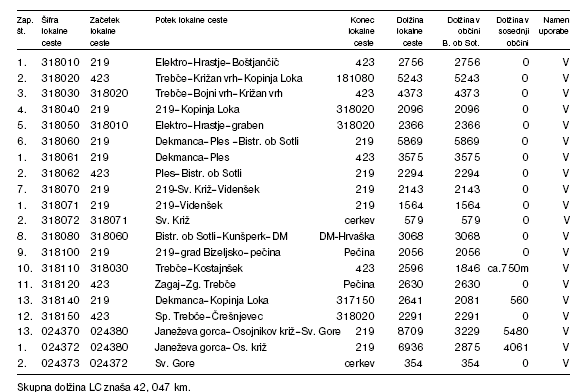 Zap. Šifra Začetek Potek lokalne ceste Konec Dolžina Dolžina v Dolžina v Namen
št. lokalne lokalne lokalne lokalne občini sosednji uporabe
ceste ceste ceste ceste B. ob Sot. občini
1. 318010 219 Elektro-Hrastje-Boštjančič 423 2756 2756 0 V
2. 318020 423 Trebče-Križan vrh-Kopinja Loka 181080 5243 5243 0 V
3. 318030 318020 Trebče-Bojni vrh-Križan vrh 423 4373 4373 0 V
4. 318040 219 219-Kopinja Loka 318020 2096 2096 0 V
5. 318050 318010 Elektro-Hrastje-graben 318020 2366 2366 0 V
6. 318060 219 Dekmanca-Ples -Bistr. ob Sotli 219 5869 5869 0 V
1. 318061 219 Dekmanca-Ples 423 3575 3575 0 V
2. 318062 423 Ples-Bistr. ob Sotli 219 2294 2294 0 V
7. 318070 219 219-Sv. Križ-Videnšek 219 2143 2143 0 V
1. 318071 219 219-Videnšek 219 1564 1564 0 V
2. 318072 318071 Sv. Križ cerkev 579 579 0 V
8. 318080 318060 Bistr. ob Sotli-Kunšperk-DM DM-Hrvaška 3068 3068 0 V
9. 318100 219 219-grad Bizeljsko-pečina Pečina 2056 2056 0 V
10. 318110 318030 Trebče-Kostajnšek 423 2596 1846 ca.750m V
11. 318120 423 Zagaj-Zg. Trebče Pečina 2630 2630 0 V
13. 318140 219 Dekmanca-Kopinja Loka 317150 2641 2081 560 V
12. 318150 423 Sp. Trebče-Črešnjevec 219 2291 2291 0 V
13. 024370 024380 Janeževa gorca-Osojnikov križ-Sv. Gore 219 8709 3229 5480 V
1. 024372 024380 Janeževa gorca-Os. križ 219 6936 2875 4061 V
2. 024373 024372 Sv. Gore cerkev 354 354 0 V
Skupna dolžina LC znaša 42, 047 km.